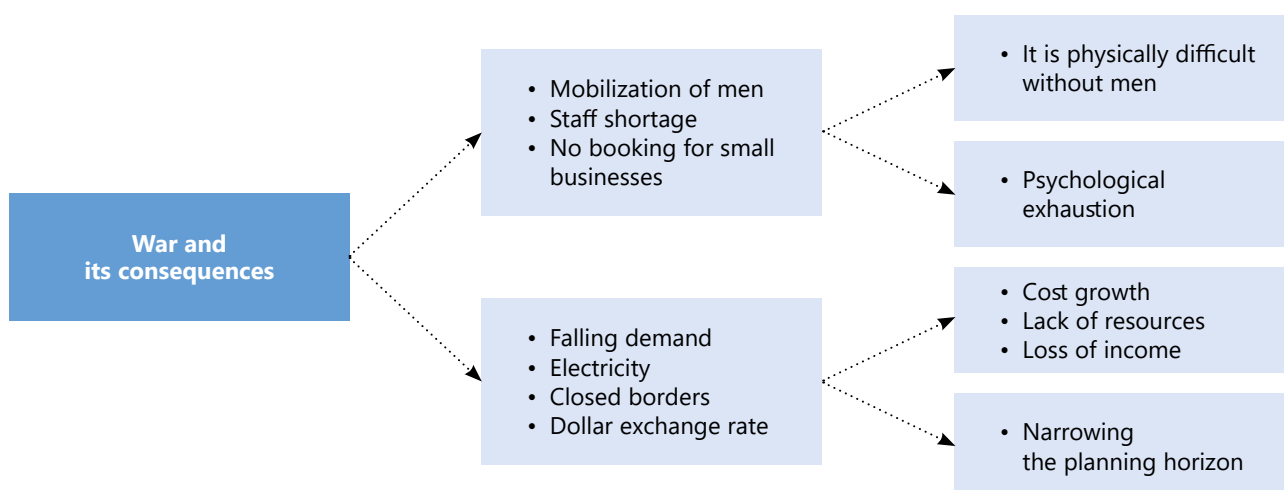 War and
its consequences
• Mobilization of men
• Staff shortage
• No booking for small
businesses
• Falling demand
• Electricity
• Closed borders
• Dollar exchange rate
• It is physically difficult
without men
• Psychological
exhaustion
• Cost growth
• Lack of resources
• Loss of income
• Narrowing
the planning horizon